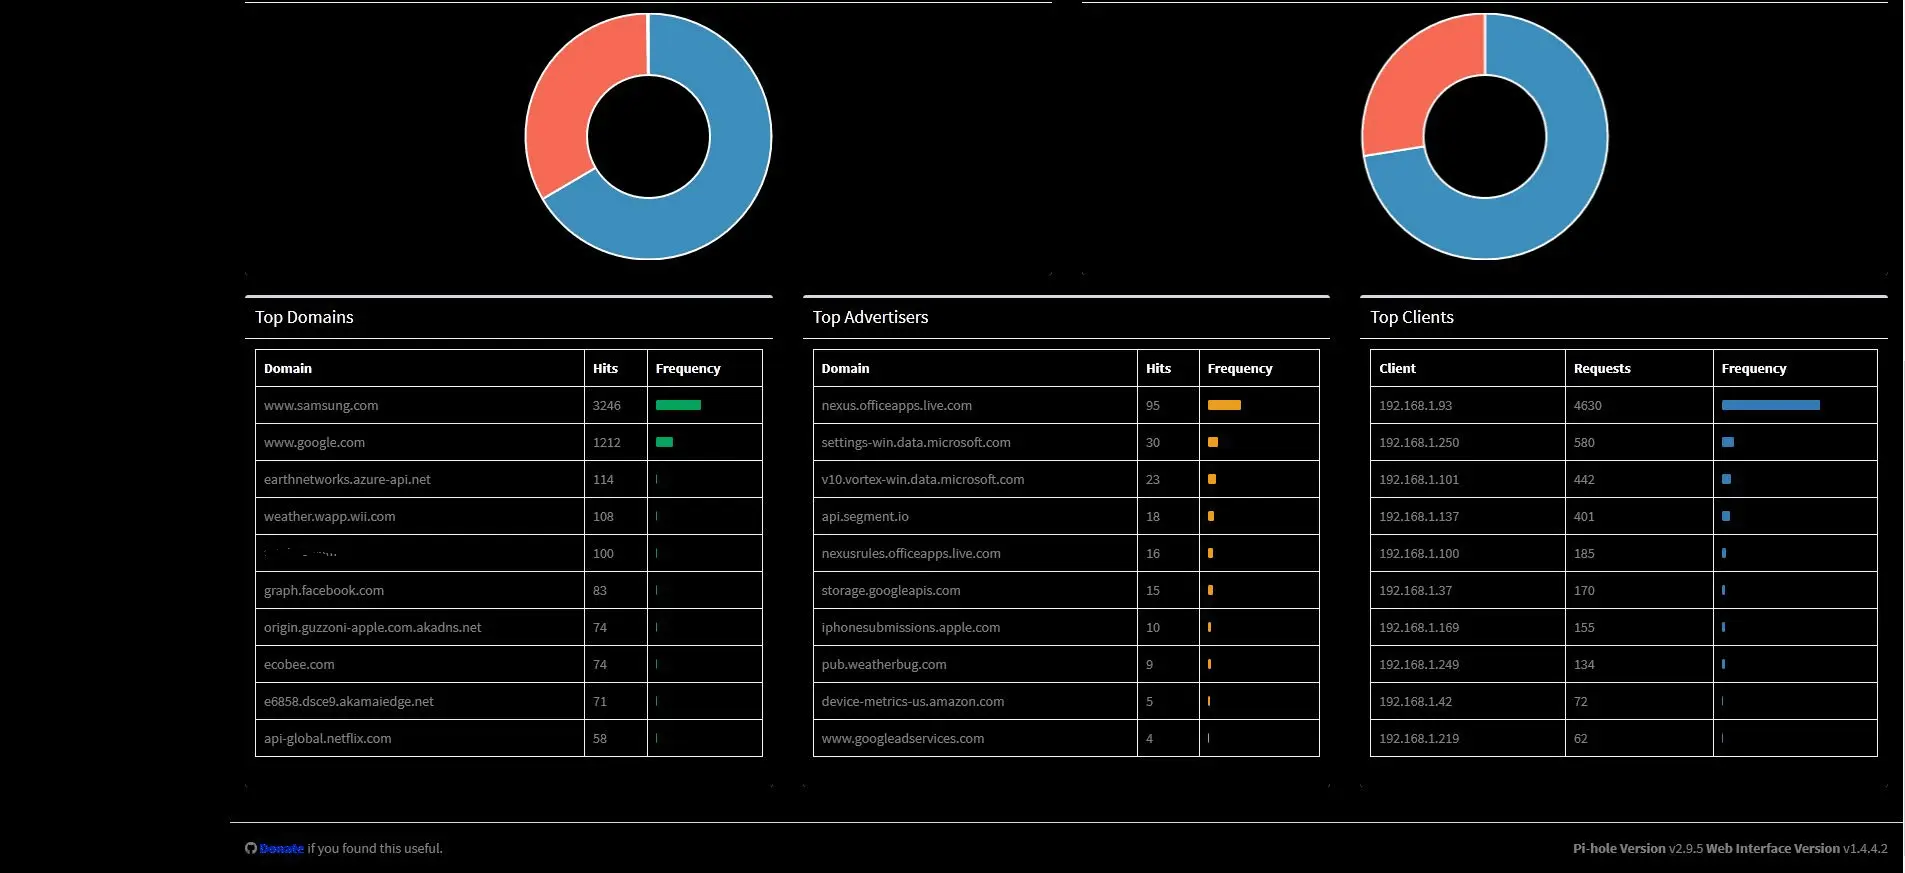 Top Domains
Domain Hits Frequency
www.samsung.com 3246
www.google.com 1212
earthnetworks.azure-api.net 114
weather.wapp.wii.com 108
100
graph.facebook.com 83
origin.guzzoni-apple.com.akadns.net 74
ecobee.com 74
e6858.dsce9.akamaiedge.net 71
api-global.netflix.com 58
Top Advertisers
Domain Hits Frequency
nexus.officeapps.live.com 95
settings-win.data.microsoft.com 30
v10.vortex-win.data.microsoft.com 23
api.segment.io 18
nexusrules.officeapps.live.com 16
storage.googleapis.com 15
iphonesubmissions.apple.com 10
pub.weatherbug.com 9
device-metrics-us.amazon.com 5
www.googleadservices.com 4
Top Clients
Client Requests Frequency
192.168.1.93 4630
192.168.1.250 580
192.168.1.101 442
192.168.1.137 401
192.168.1.100 185
192.168.1.37 170
192.168.1.169 155
192.168.1.249 134
192.168.1.42 72
192.168.1.219 62
Donate if you found this useful.
Pi-hole Version v2.9.5 Web Interface Version v1.4.4.2